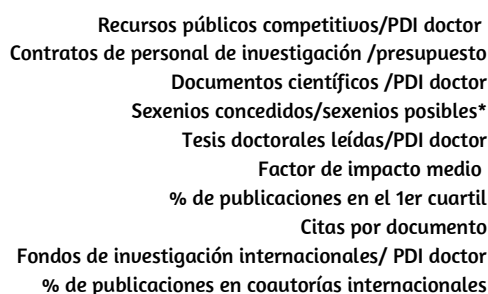 Recursos públicos competitivos/PDI doctor
Contratos de personal de investigación /presupuesto
Documentos científicos /PDI doctor
Sexenios concedidos/sexenios posibles*
Tesis doctorales leídas/PDI doctor
Factor de impacto medio
% de publicaciones en el 1er cuartil
Citas por documento
Fondos de investigación internacionales/ PDI doctor
% de publicaciones en coautorías internacionales